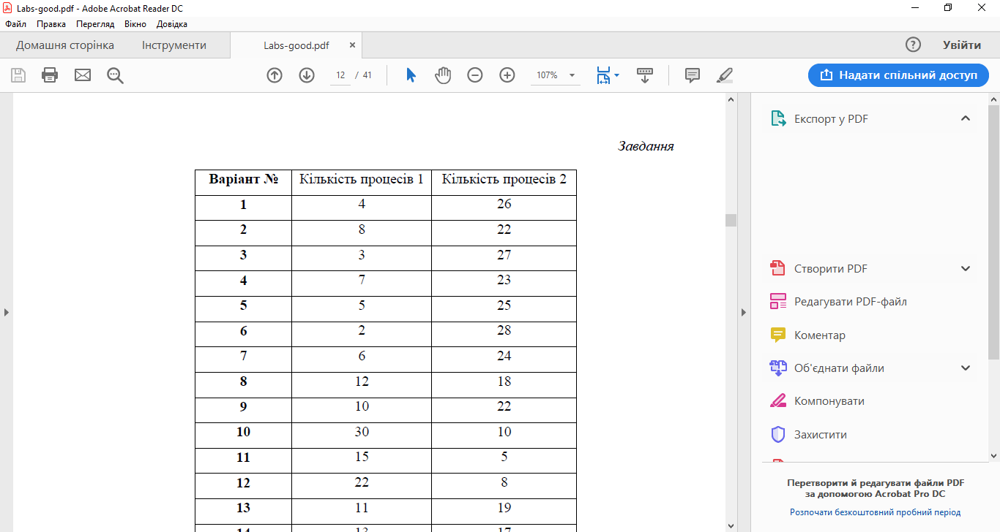 Labs-good.pdf - Adobe Acrobat Reader DC
Файл Правка Перегляд Вікно Довідка
Домашня сторінка Інструменти Labs-good.pdf × ? Увійти
12 / 41 107% Надати спільний доступ
Завдання
Варіант № Кількість процесів 1 Кількість процесів 2
1 4 26
2 8 22
3 3 27
4 7 23
5 5 25
6 2 28
7 6 24
8 12 18
9 10 22
10 30 10
11 15 5
12 22 8
13 11 19
14 13 17
Експорт у PDF
Створити PDF
Редагувати PDF-файл
Коментар
Об'єднати файли
Компонувати
Захистити
Перетворити й редагувати файли PDF
за допомогою Acrobat Pro DC
Розпочати безкоштовний пробний період